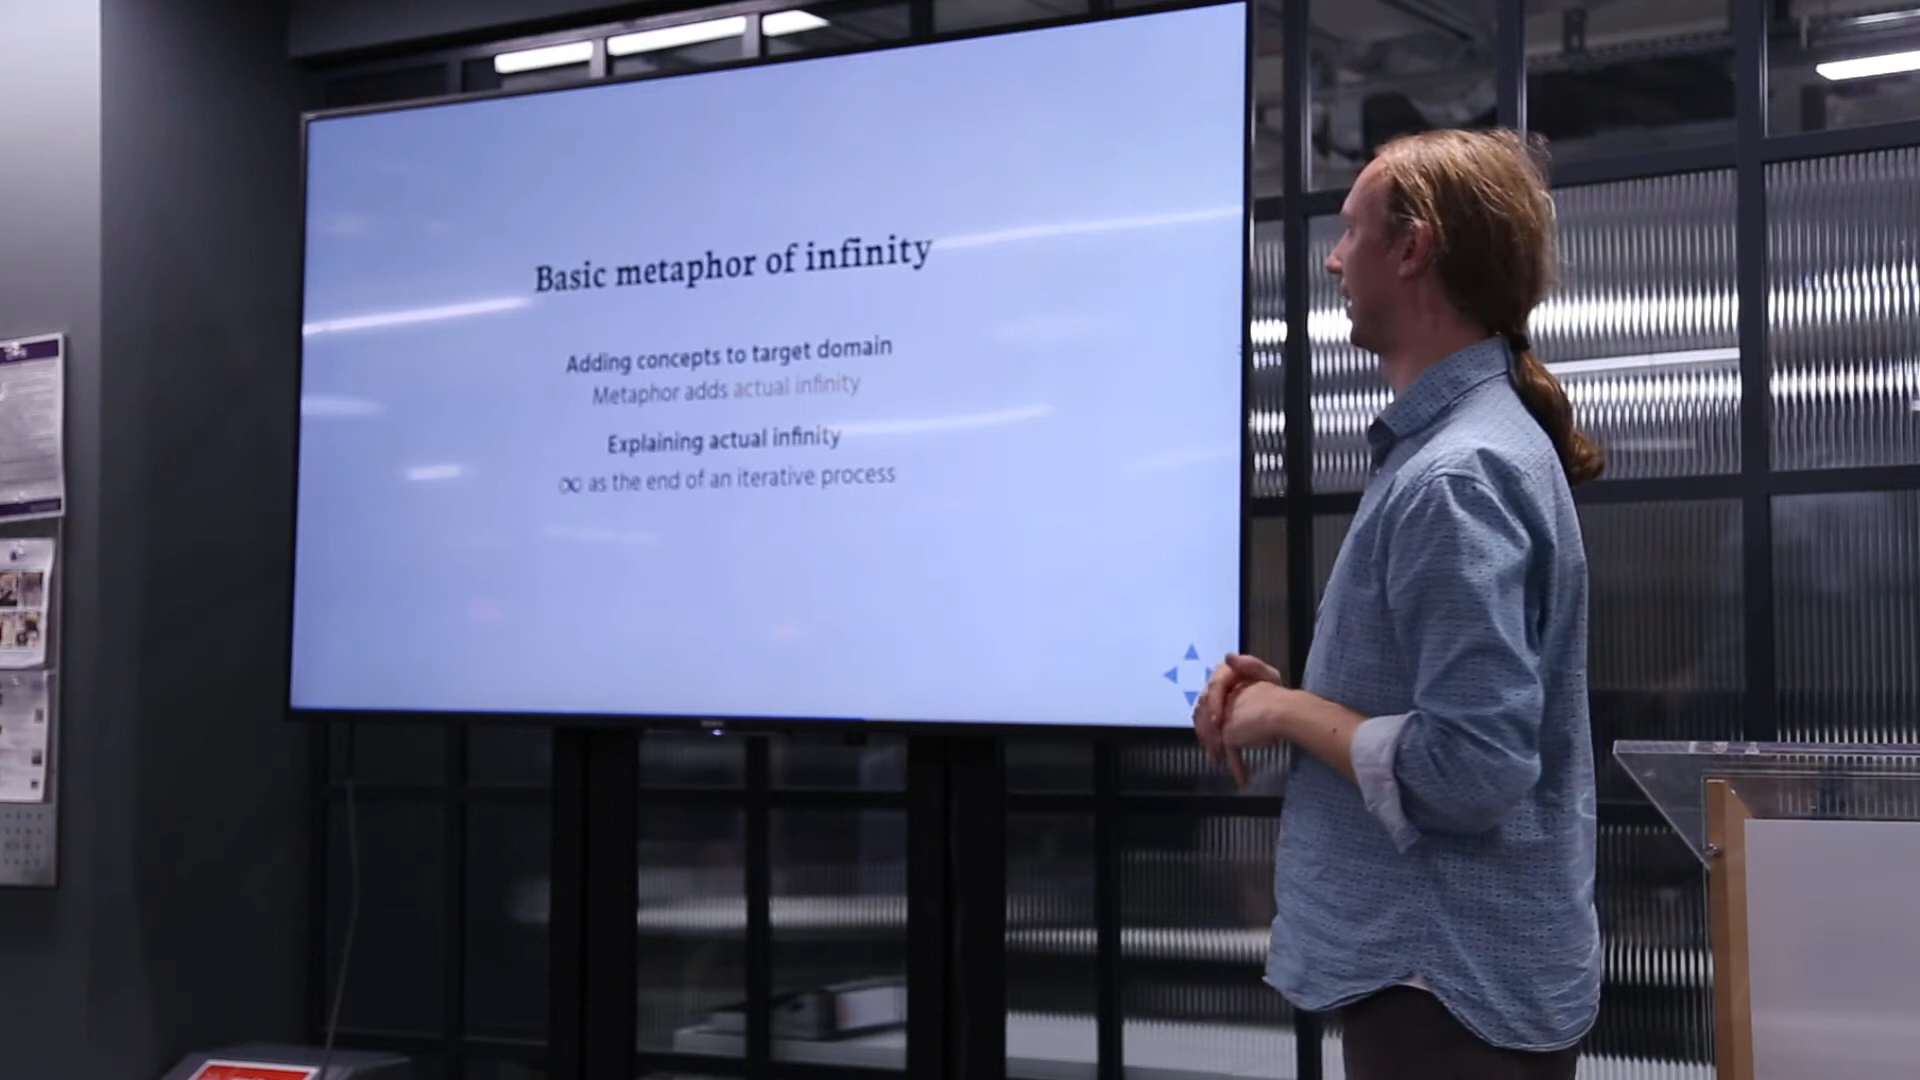 Basic metaphor of infinity
Adding concepts to target domain
Metaphor adds actual infinity
Explaining actual infinity
∞ as the end of an iterative process